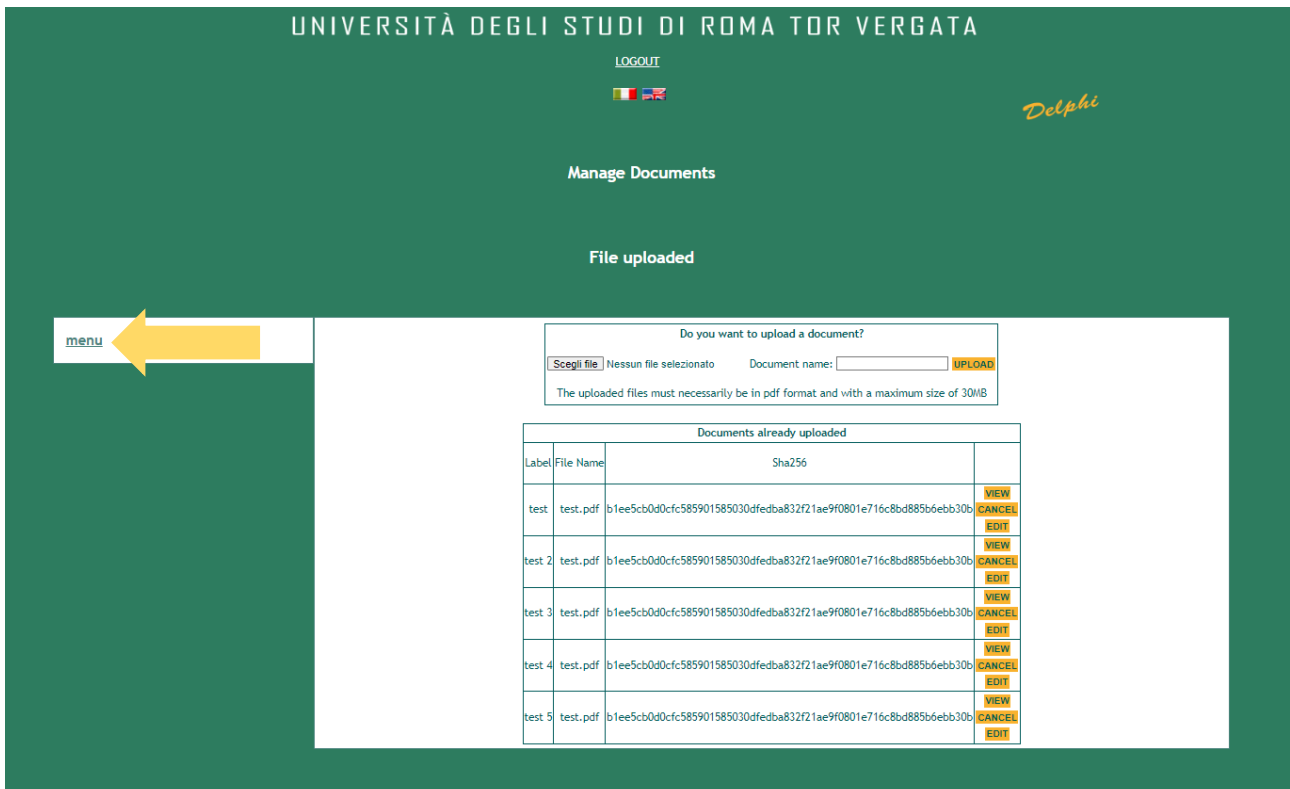 UNIVERSITÀ DEGLI STUDI DI ROMA TOR VERGATA
LOGOUT
Delphi
Manage Documents
File uploaded
menu
Do you want to upload a document?
Scegli file Nessun file selezionato Document name: UPLOAD
The uploaded files must necessarily be in pdf format and with a maximum size of 30MB
Documents already uploaded
Label File Name Sha256
VIEW
test test.pdf b1ee5cb0d0cfc585901585030dfedba832f21ae9f0801e716c8bd885b6ebb30b CANCEL
EDIT
VIEW
test 2 test.pdf b1ee5cb0d0cfc585901585030dfedba832f21ae9f0801e716c8bd885b6ebb30b CANCEL
EDIT
VIEW
test 3 test.pdf b1ee5cb0d0cfc585901585030dfedba832f21ae9f0801e716c8bd885b6ebb30b CANCEL
EDIT
VIEW
test 4 test.pdf b1ee5cb0d0cfc585901585030dfedba832f21ae9f0801e716c8bd885b6ebb30b CANCEL
EDIT
VIEW
test 5 test.pdf b1ee5cb0d0cfc585901585030dfedba832f21ae9f0801e716c8bd885b6ebb30b CANCEL
EDIT